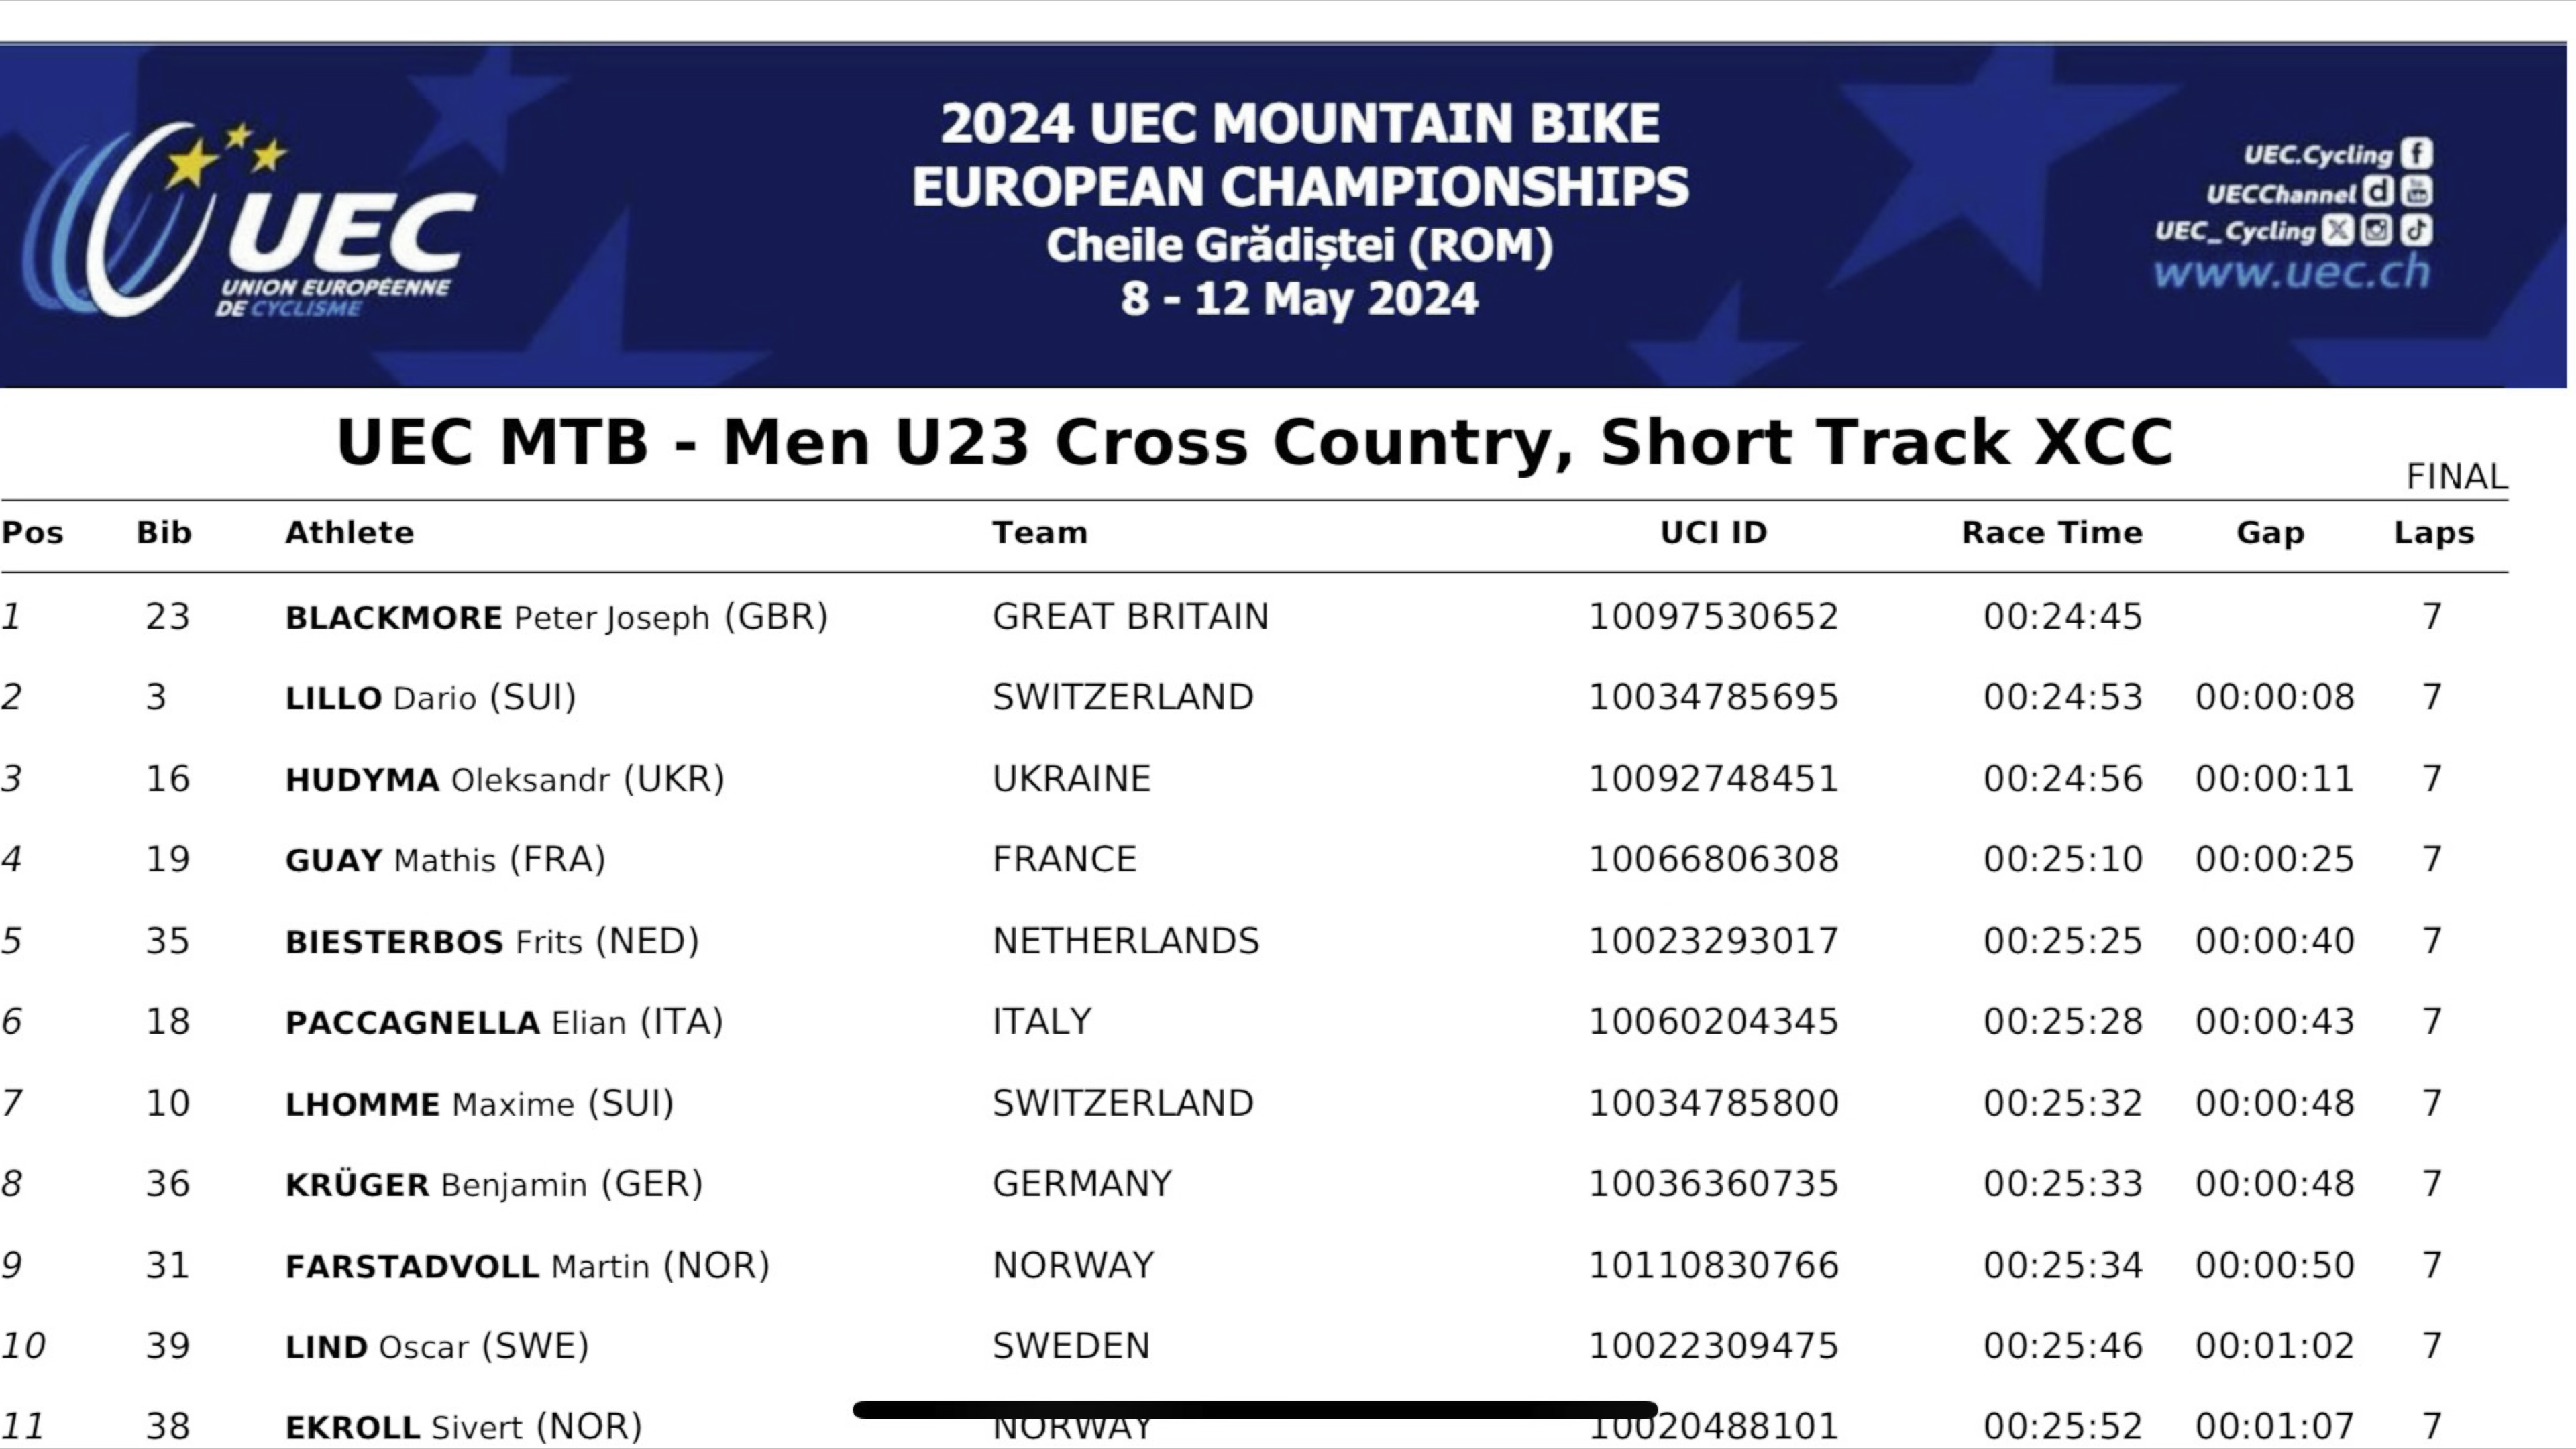 UEC
UNION EUROPÉENNE
DE CYCLISME
2024 UEC MOUNTAIN BIKE
EUROPEAN CHAMPIONSHIPS
Cheile Grădiștei (ROM)
8 - 12 May 2024
UEC.Cycling
UECChannel
UEC_Cycling
www.uec.ch
UEC MTB - Men U23 Cross Country, Short Track XCC
FINAL
Pos Bib Athlete Team UCI ID Race Time Gap Laps
1 23 BLACKMORE Peter Joseph (GBR) GREAT BRITAIN 10097530652 00:24:45 7
2 3 LILLO Dario (SUI) SWITZERLAND 10034785695 00:24:53 00:00:08 7
3 16 HUDYMA Oleksandr (UKR) UKRAINE 10092748451 00:24:56 00:00:11 7
4 19 GUAY Mathis (FRA) FRANCE 10066806308 00:25:10 00:00:25 7
5 35 BIESTERBOS Frits (NED) NETHERLANDS 10023293017 00:25:25 00:00:40 7
6 18 PACCAGNELLA Elian (ITA) ITALY 10060204345 00:25:28 00:00:43 7
7 10 LHOMME Maxime (SUI) SWITZERLAND 10034785800 00:25:32 00:00:48 7
8 36 KRÜGER Benjamin (GER) GERMANY 10036360735 00:25:33 00:00:48 7
9 31 FARSTADVOLL Martin (NOR) NORWAY 10110830766 00:25:34 00:00:50 7
10 39 LIND Oscar (SWE) SWEDEN 10022309475 00:25:46 00:01:02 7
11 38 EKROLL Sivert (NOR) NORWAY 10020488101 00:25:52 00:01:07 7